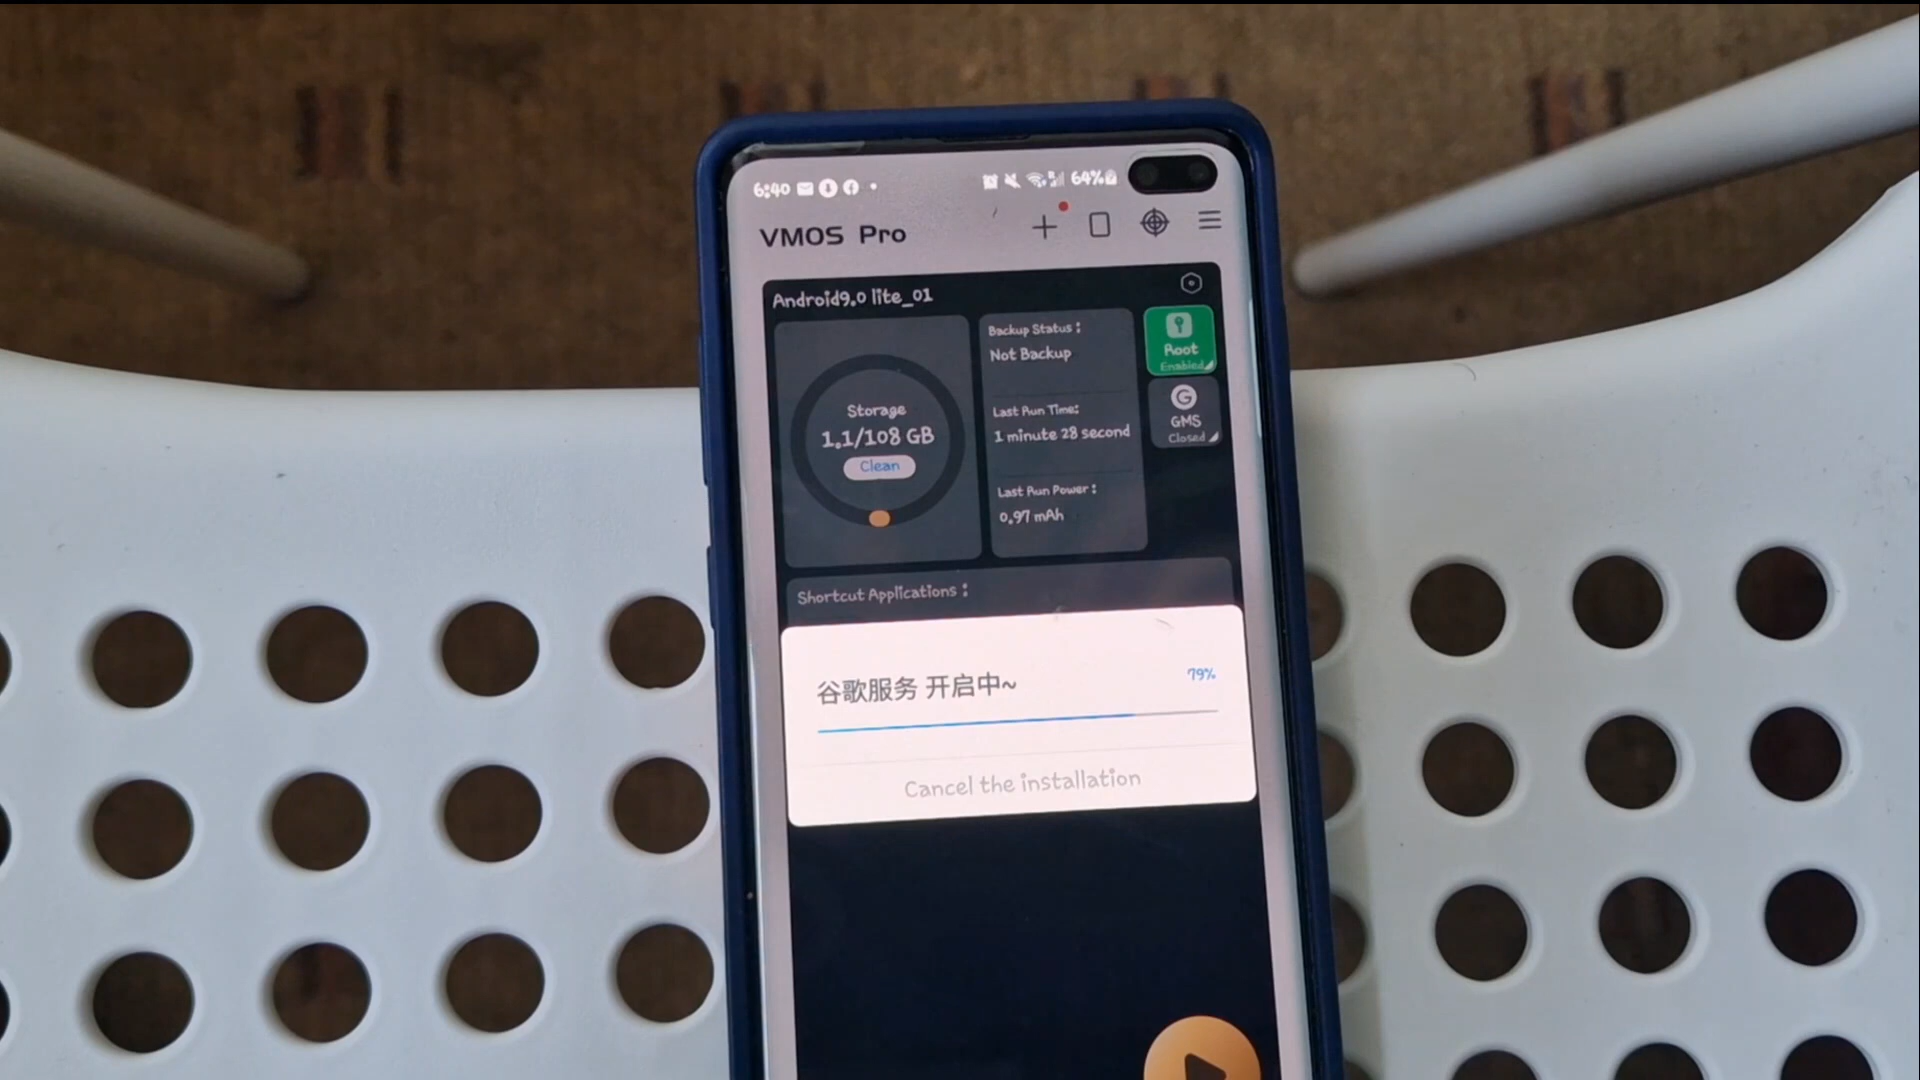 6:40 64%
VMOS Pro
Android9.0 lite_01
Storage
1.1/108 GB
Clean
Backup Status :
Not Backup
Last Run Time:
1 minute 28 second
Last Run Power :
0.97 mAh
Root
Enabled
G
GMS
Closed
Shortcut Applications :
谷歌服务 开启中~
79%
Cancel the installation